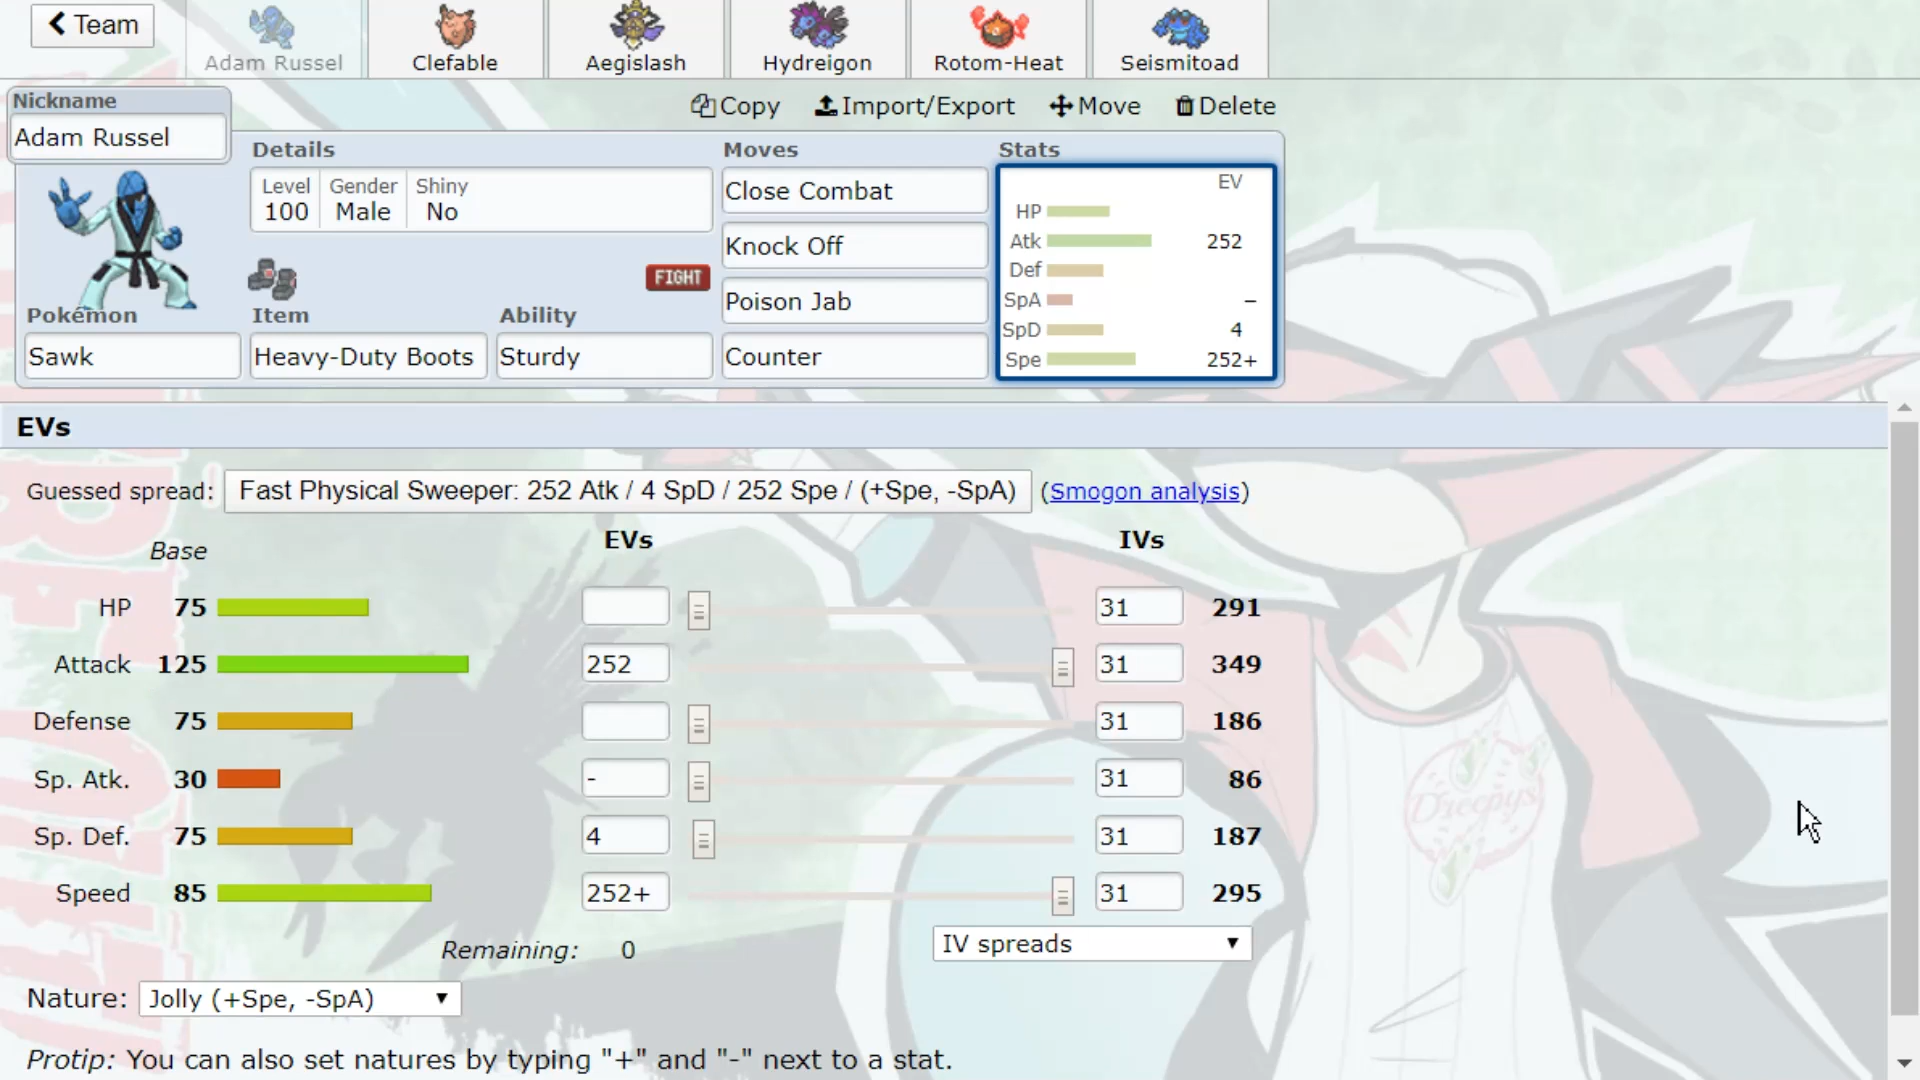 Team
Adam Russel
Clefable
Aegislash
Hydreigon
Rotom-Heat
Seismitoad
Nickname
Adam Russel
Copy
Import/Export
Move
Delete
Details
Moves
Stats
Level
Gender
Shiny
100
Male
No
Close Combat
Knock Off
Poison Jab
Counter
EV
HP
Atk 252
Def
SpA –
SpD 4
Spe 252+
FIGHT
Pokémon
Item
Ability
Sawk
Heavy-Duty Boots
Sturdy
EVs
Guessed spread: Fast Physical Sweeper: 252 Atk / 4 SpD / 252 Spe / (+Spe, -SpA) (Smogon analysis)
Base EVs IVs
HP 75 31 291
Attack 125 252 31 349
Defense 75 31 186
Sp. Atk. 30 - 31 86
Sp. Def. 75 4 31 187
Speed 85 252+ 31 295
Remaining: 0
IV spreads
Nature: Jolly (+Spe, -SpA)
Protip: You can also set natures by typing "+" and "-" next to a stat.
Dreepys